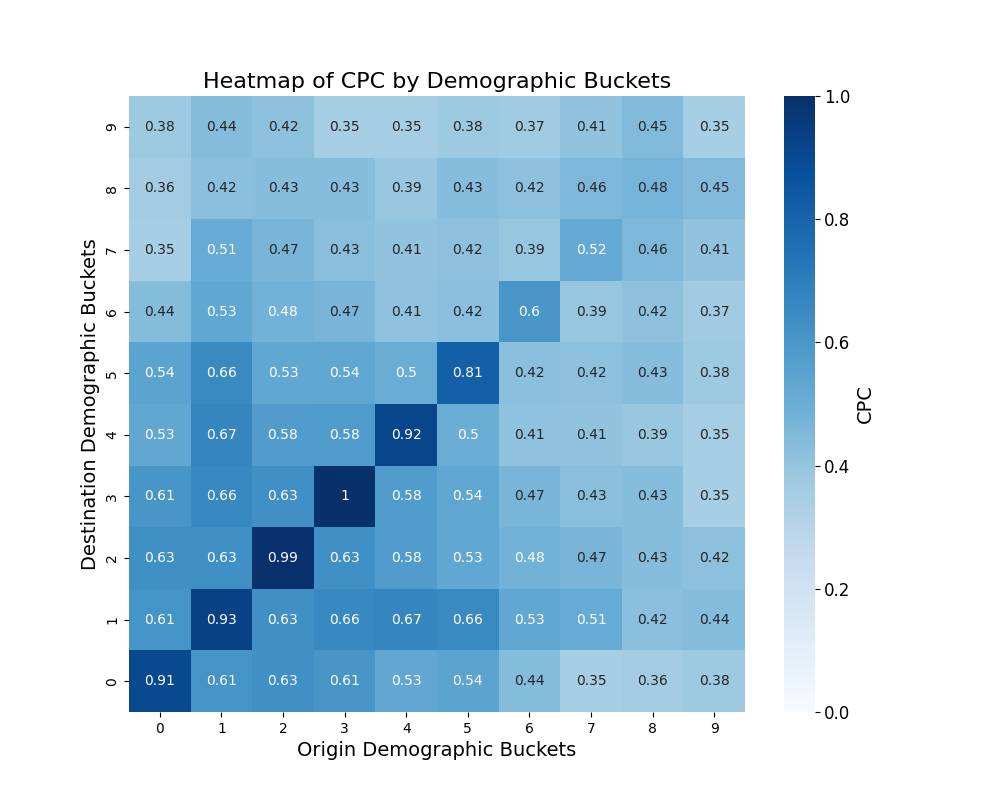 Heatmap of CPC by Demographic Buckets
9 0.38 0.44 0.42 0.35 0.35 0.38 0.37 0.41 0.45 0.35
8 0.36 0.42 0.43 0.43 0.39 0.43 0.42 0.46 0.48 0.45
7 0.35 0.51 0.47 0.43 0.41 0.42 0.39 0.52 0.46 0.41
6 0.44 0.53 0.48 0.47 0.41 0.42 0.6 0.39 0.42 0.37
5 0.54 0.66 0.53 0.54 0.5 0.81 0.42 0.42 0.43 0.38
4 0.53 0.67 0.58 0.58 0.92 0.5 0.41 0.41 0.39 0.35
3 0.61 0.66 0.63 1 0.58 0.54 0.47 0.43 0.43 0.35
2 0.63 0.63 0.99 0.63 0.58 0.53 0.48 0.47 0.43 0.42
1 0.61 0.93 0.63 0.66 0.67 0.66 0.53 0.51 0.42 0.44
0 0.91 0.61 0.63 0.61 0.53 0.54 0.44 0.35 0.36 0.38
0 1 2 3 4 5 6 7 8 9
Origin Demographic Buckets
Destination Demographic Buckets
1.0
0.8
0.6
0.4
0.2
0.0
CPC